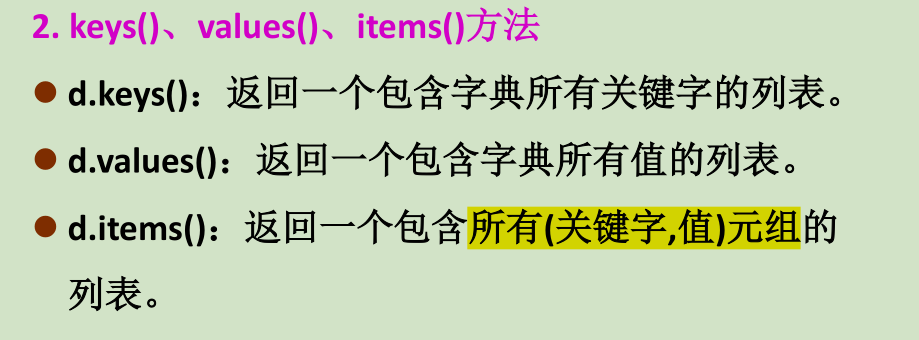 2. keys()、values()、items()方法
● d.keys()：返回一个包含字典所有关键字的列表。
● d.values()：返回一个包含字典所有值的列表。
● d.items()：返回一个包含所有(关键字,值)元组的
列表。